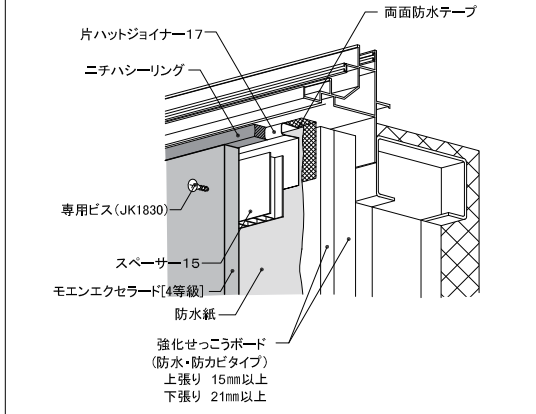 両面防水テープ
片ハットジョイナー17
ニチハシーリング
専用ビス(JK1830)
スペーサー15
モエンエクセラード[4等級]
防水紙
強化せっこうボード
(防水・防カビタイプ)
上張り 15mm以上
下張り 21mm以上